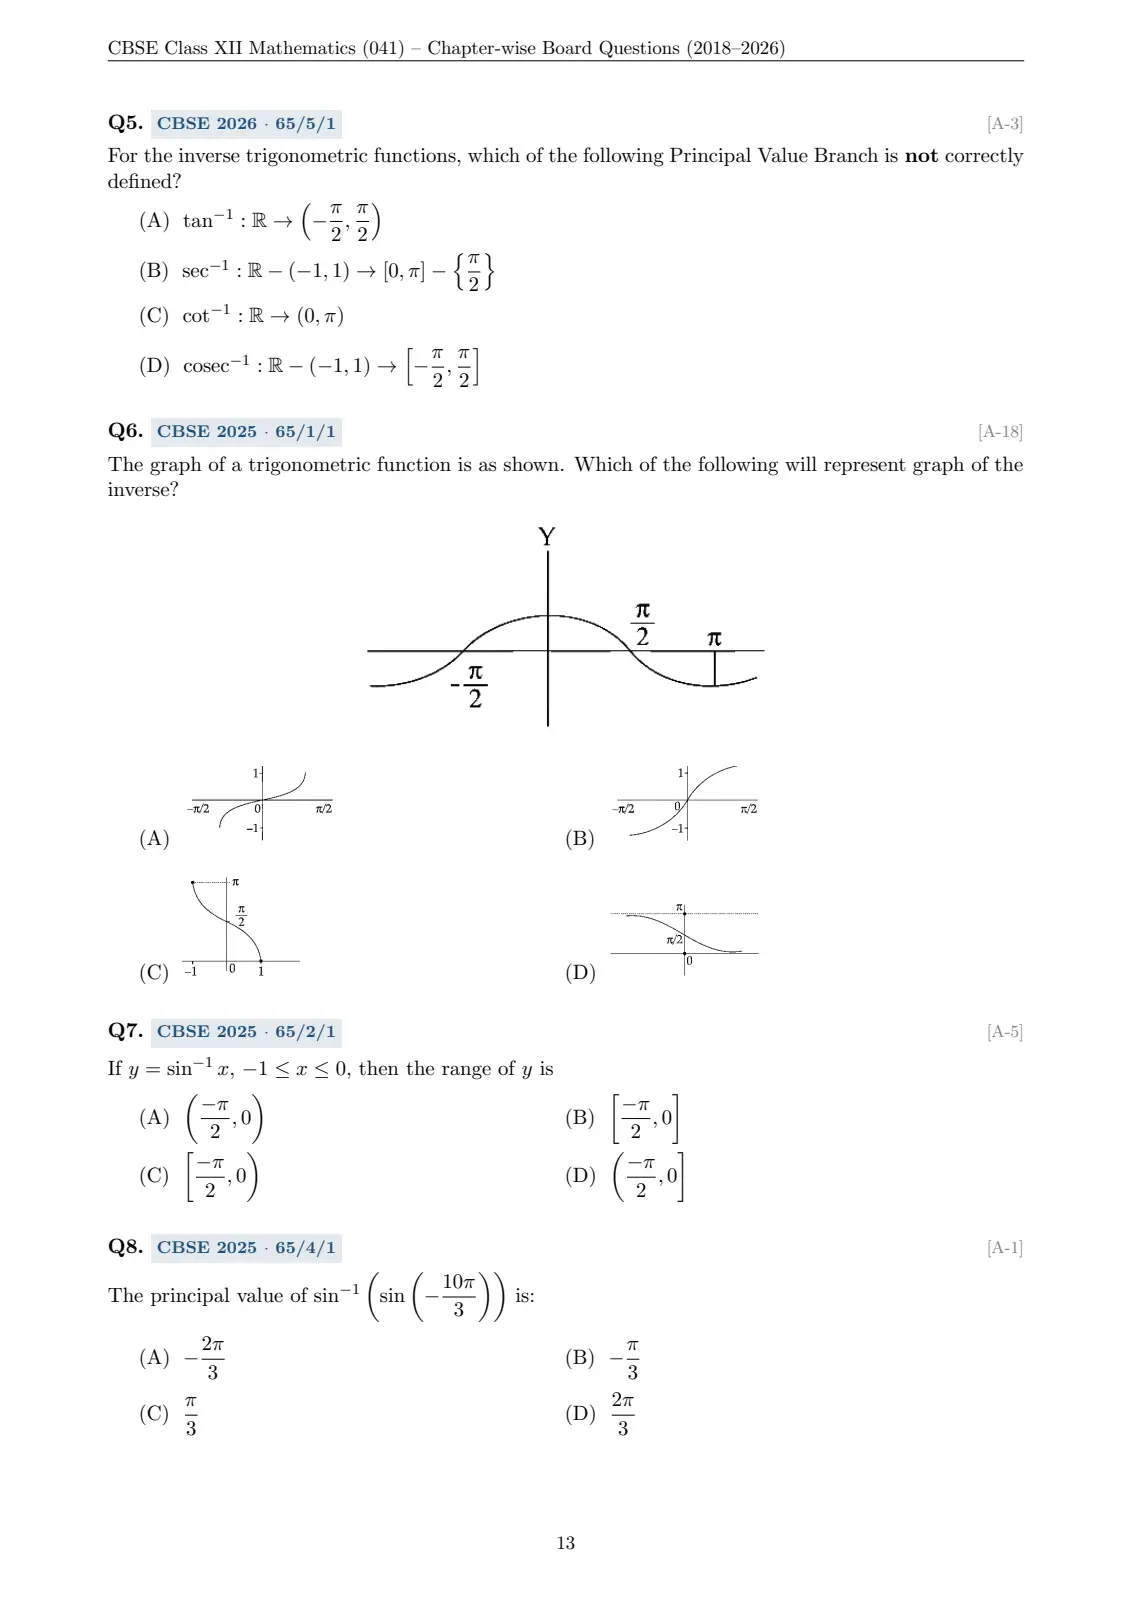 CBSE Class XII Mathematics (041) – Chapter-wise Board Questions (2018–2026)
Q5. CBSE 2026 · 65/5/1 [A-3]
For the inverse trigonometric functions, which of the following Principal Value Branch is not correctly
defined?
(A) tan⁻¹ : ℝ → (−π/2, π/2)
(B) sec⁻¹ : ℝ − (−1, 1) → [0, π] − {π/2}
(C) cot⁻¹ : ℝ → (0, π)
(D) cosec⁻¹ : ℝ − (−1, 1) → [−π/2, π/2]
Q6. CBSE 2025 · 65/1/1 [A-18]
The graph of a trigonometric function is as shown. Which of the following will represent graph of the
inverse?
Y
π/2
π
-π/2
(A) 1 −π/2 0 π/2 −1
(B) 1 −π/2 0 π/2 −1
(C) π π/2 −1 0 1
(D) π π/2 0
Q7. CBSE 2025 · 65/2/1 [A-5]
If y = sin⁻¹ x, −1 ≤ x ≤ 0, then the range of y is
(A) (−π/2, 0) (B) [−π/2, 0]
(C) [−π/2, 0) (D) (−π/2, 0]
Q8. CBSE 2025 · 65/4/1 [A-1]
The principal value of sin⁻¹ (sin (−10π/3)) is:
(A) −2π/3 (B) −π/3
(C) π/3 (D) 2π/3
13